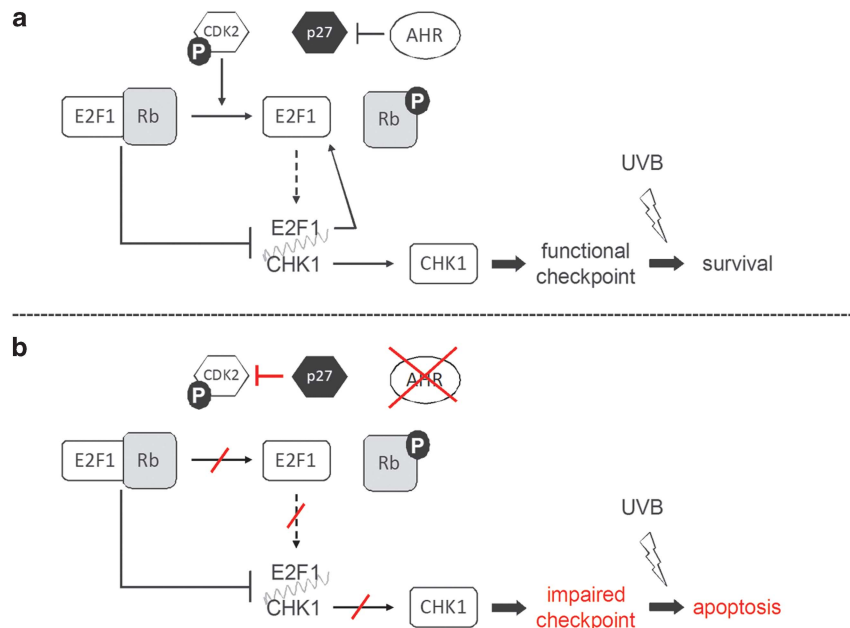 a
CDK2
P
p27
AHR
E2F1
Rb
E2F1
Rb
P
UVB
E2F1
CHK1
CHK1
functional
checkpoint
survival
b
CDK2
P
p27
AHR
E2F1
Rb
E2F1
Rb
P
UVB
E2F1
CHK1
CHK1
impaired
checkpoint
apoptosis